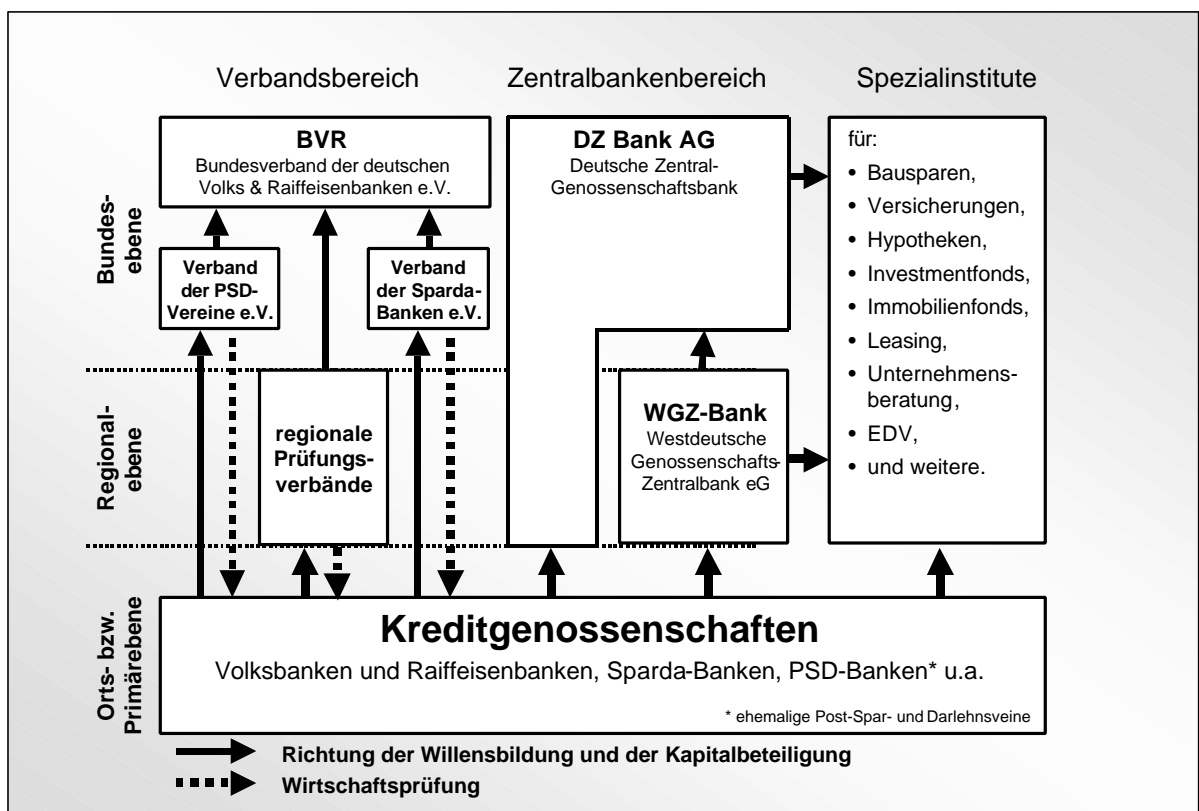 Verbandsbereich
Zentralbankenbereich
Spezialinstitute
Bundes-
ebene
BVR
Bundesverband der deutschen
Volks & Raiffeisenbanken e.V.
Verband
der PSD-
Vereine e.V.
Verband
der Sparda-
Banken e.V.
DZ Bank AG
Deutsche Zentral-
Genossenschaftsbank
für:
• Bausparen,
• Versicherungen,
• Hypotheken,
• Investmentfonds,
• Immobilienfonds,
• Leasing,
• Unternehmens-
beratung,
• EDV,
• und weitere.
Regional-
ebene
regionale
Prüfungs-
verbände
WGZ-Bank
Westdeutsche
Genossenschafts-
Zentralbank eG
Orts- bzw.
Primärebene
Kreditgenossenschaften
Volksbanken und Raiffeisenbanken, Sparda-Banken, PSD-Banken* u.a.
* ehemalige Post-Spar- und Darlehnsveine
Richtung der Willensbildung und der Kapitalbeteiligung
Wirtschaftsprüfung